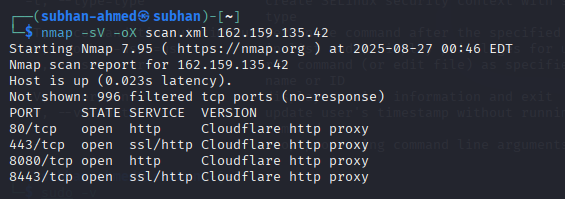 (subhan-ahmed㉿subhan)-[~]
$ nmap -sV -oX scan.xml 162.159.135.42
Starting Nmap 7.95 ( https://nmap.org ) at 2025-08-27 00:46 EDT
Nmap scan report for 162.159.135.42
Host is up (0.023s latency).
Not shown: 996 filtered tcp ports (no-response)
PORT STATE SERVICE VERSION
80/tcp open http Cloudflare http proxy
443/tcp open ssl/http Cloudflare http proxy
8080/tcp open http Cloudflare http proxy
8443/tcp open ssl/http Cloudflare http proxy